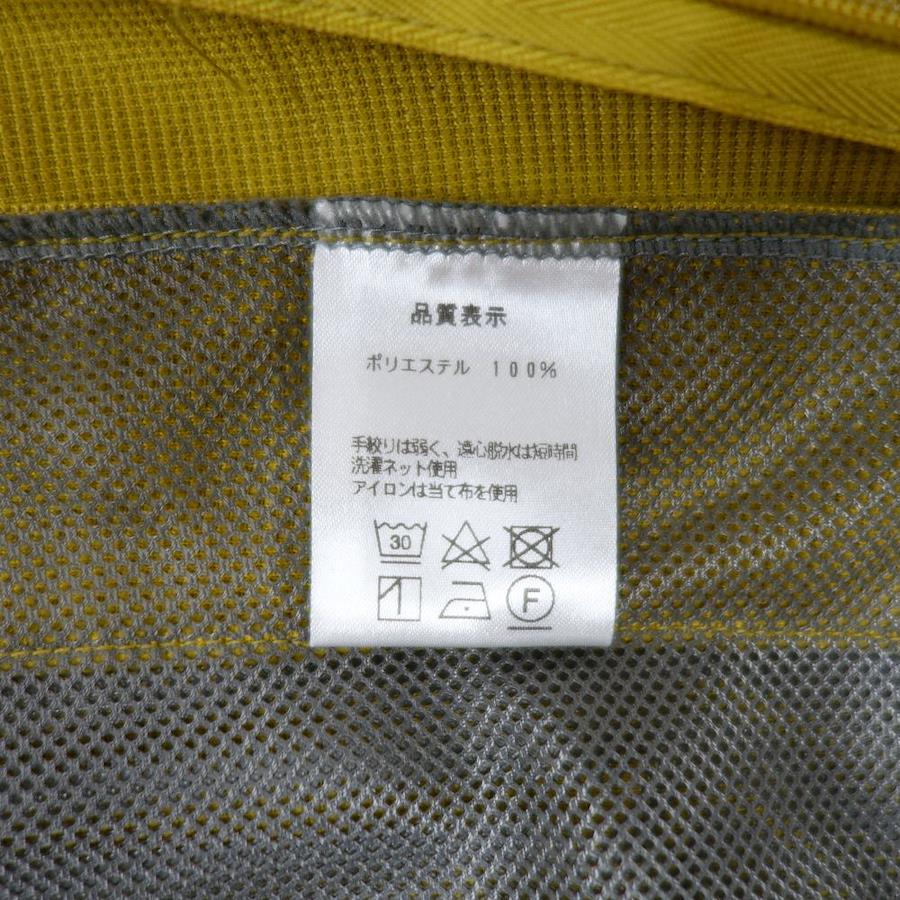 品質表示
ポリエステル 100%
手絞りは弱く、遠心脱水は短時間
洗濯ネット使用
アイロンは当て布を使用
30
F